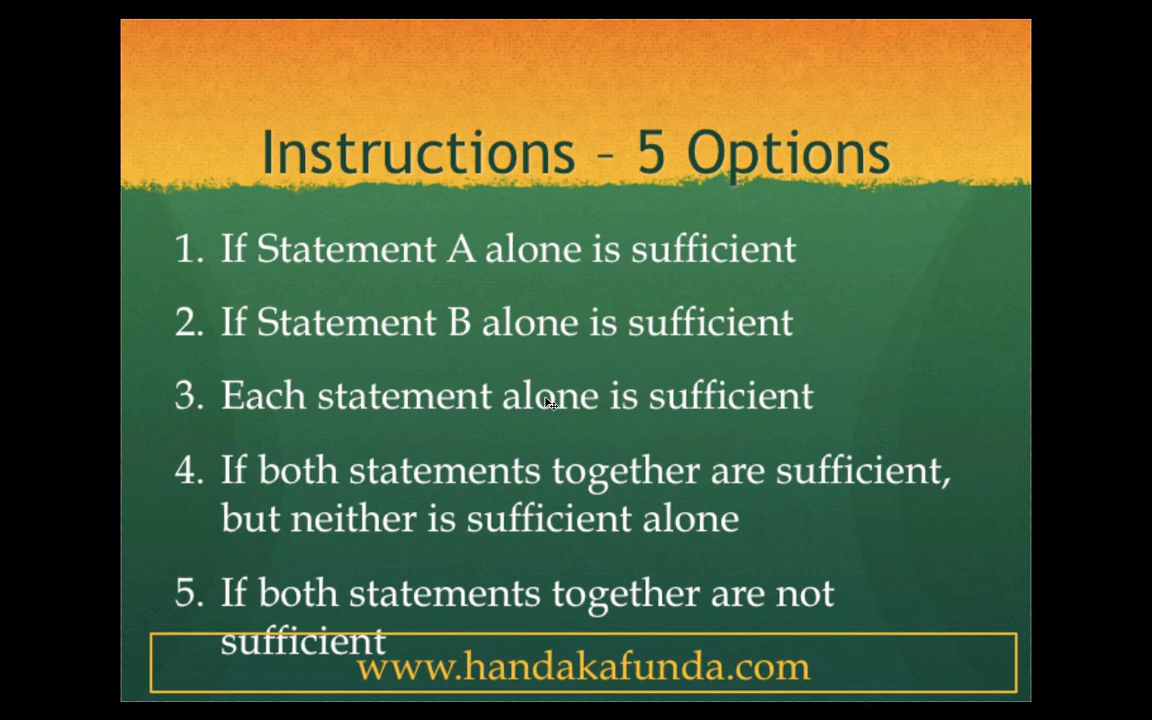 Instructions – 5 Options
1. If Statement A alone is sufficient
2. If Statement B alone is sufficient
3. Each statement alone is sufficient
4. If both statements together are sufficient,
but neither is sufficient alone
5. If both statements together are not
sufficient
www.handakafunda.com